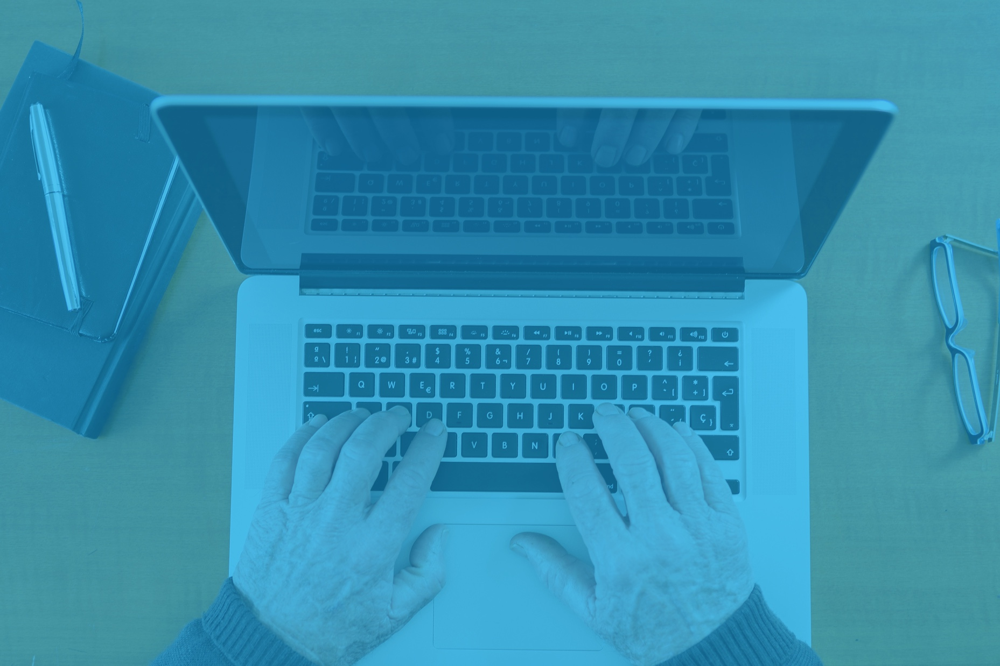 esc F1 F2 F3 F4 F5 F6 F7 F8 F9 F10 F11 F12
ª º \ ! 1 ¦ " 2 @ · 3 # $ 4 % 5 & 6 ¬ / 7 ( 8 ) 9 = 0 ? ' ¿ ¡
Q W E € R T Y U I O P ^ ` [ * + ]
D F G H J K ¨ ´ { Ç }
V B N ; ,